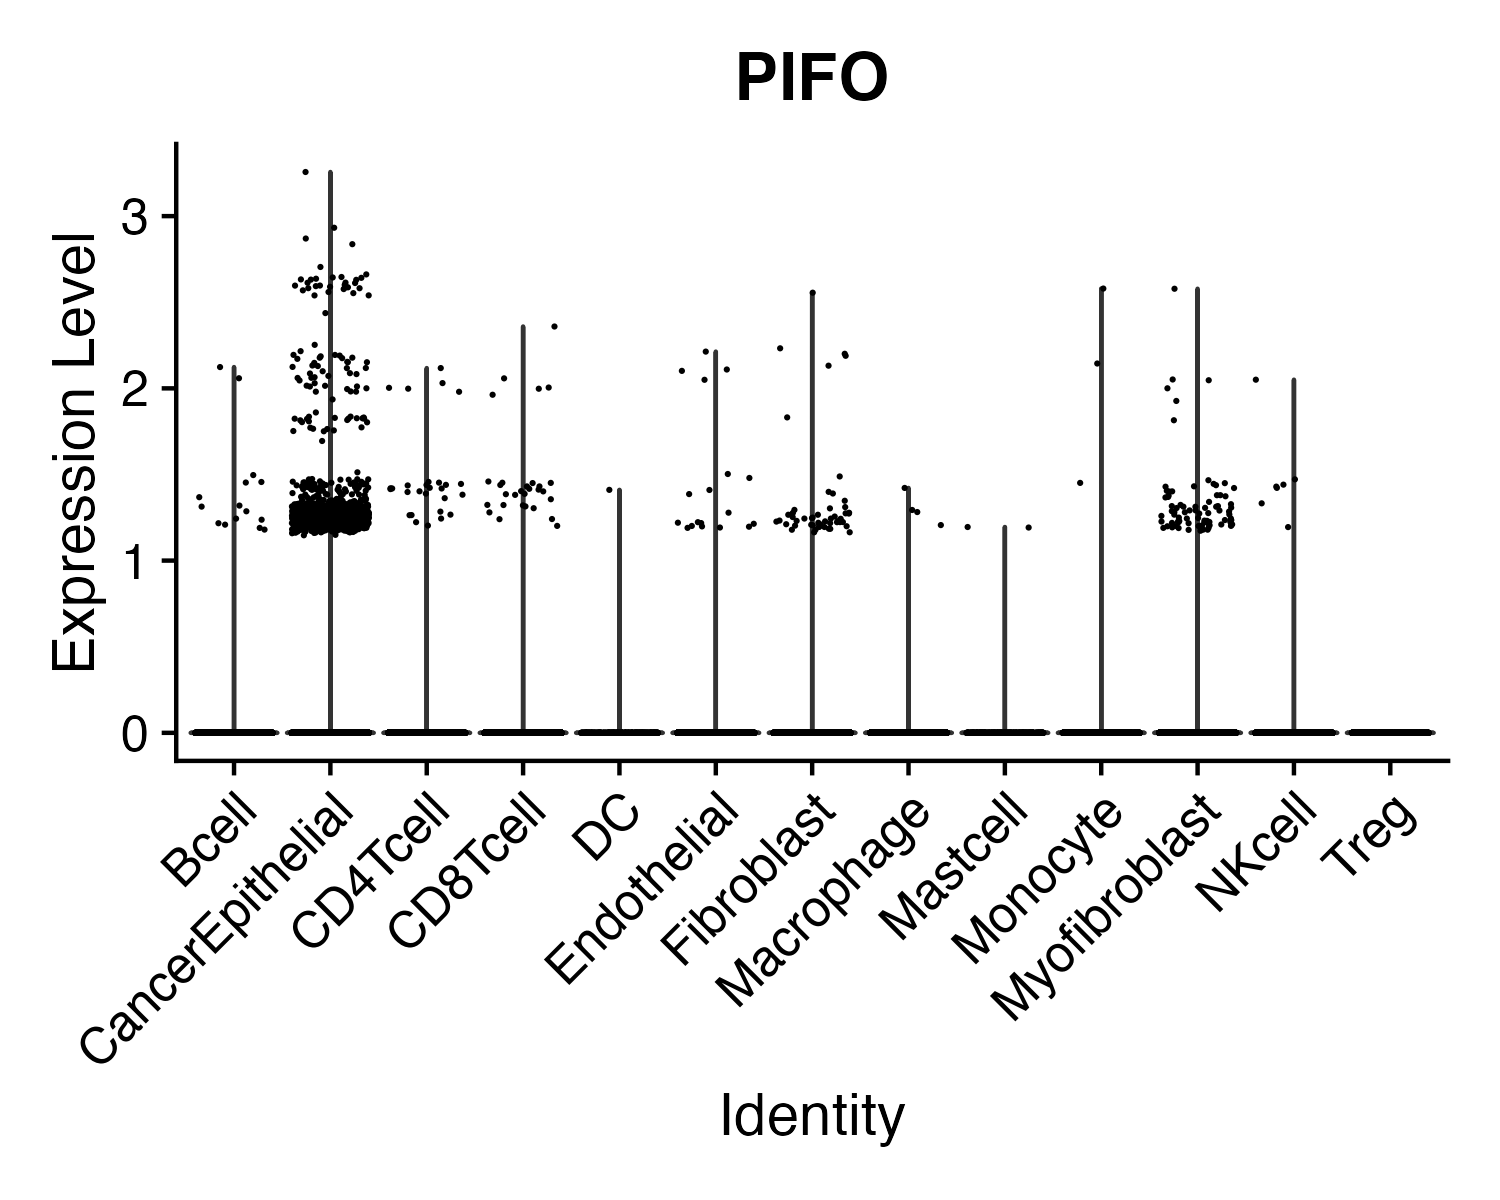 PIFO
Expression Level
3
2
1
0
Bcell
CancerEpithelial
CD4Tcell
CD8Tcell
DC
Endothelial
Fibroblast
Macrophage
Mastcell
Monocyte
Myofibroblast
NKcell
Treg
Identity